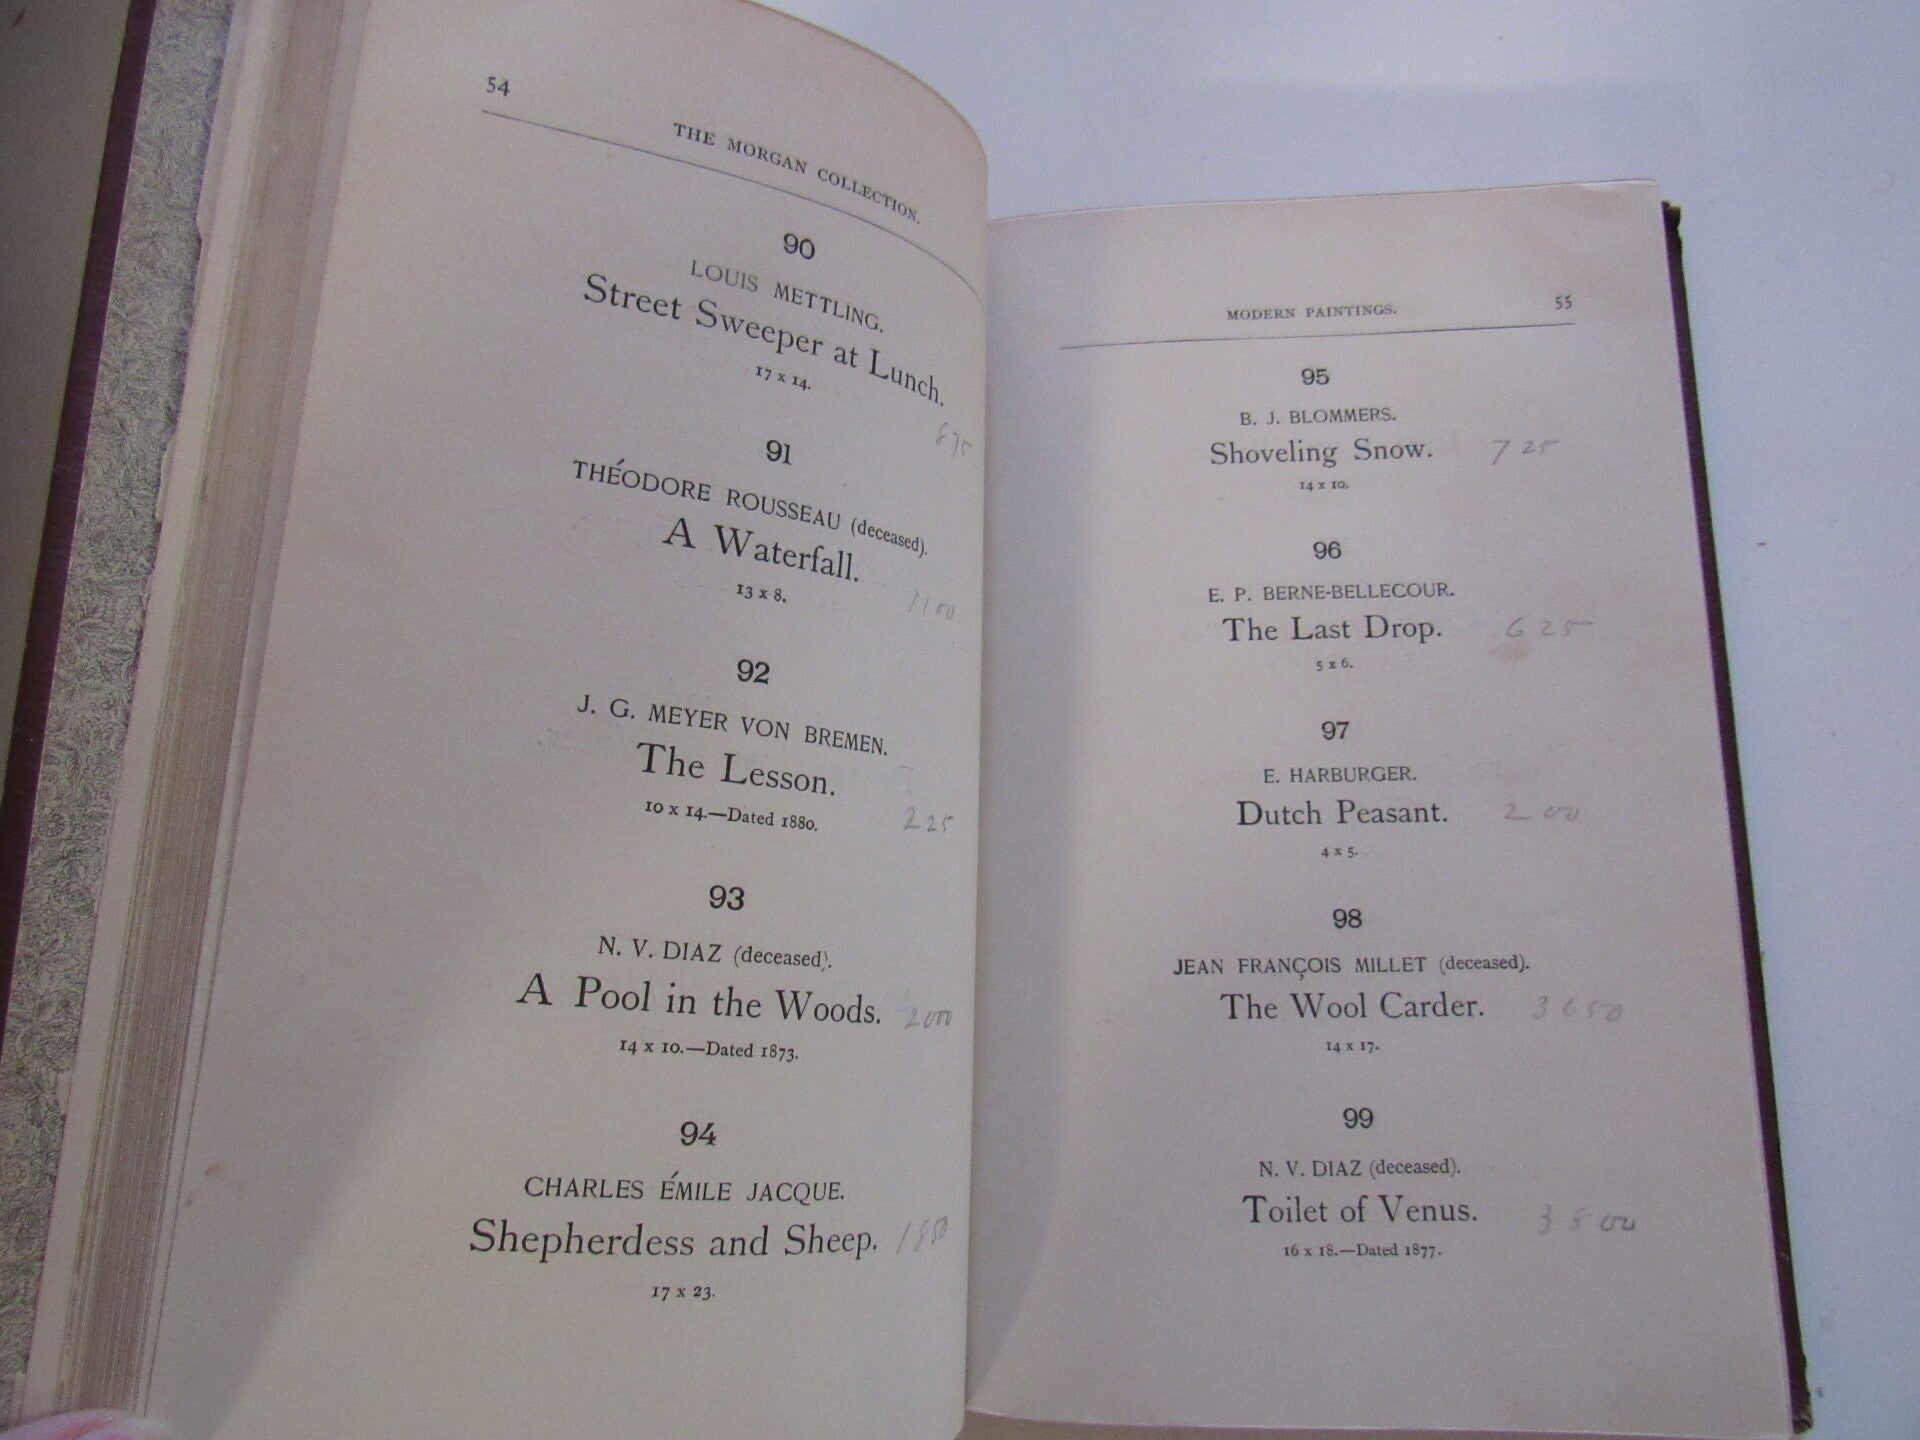 54
THE MORGAN COLLECTION.
90
LOUIS METTLING.
Street Sweeper at Lunch.
17 x 14.
875
91
THÉODORE ROUSSEAU (deceased).
A Waterfall.
13 x 8.
1100
92
J. G. MEYER VON BREMEN.
The Lesson.
10 x 14.—Dated 1880.
225
93
N. V. DIAZ (deceased).
A Pool in the Woods. 2000
14 x 10.—Dated 1873.
94
CHARLES ÉMILE JACQUE.
Shepherdess and Sheep.
17 x 23.
MODERN PAINTINGS. 55
95
B. J. BLOMMERS.
Shoveling Snow. 725
14 x 10.
96
E. P. BERNE-BELLECOUR.
The Last Drop. 625
5 x 6.
97
E. HARBURGER.
Dutch Peasant. 200
4 x 5.
98
JEAN FRANÇOIS MILLET (deceased).
The Wool Carder. 3650
14 x 17.
99
N. V. DIAZ (deceased).
Toilet of Venus.
16 x 18.—Dated 1877.